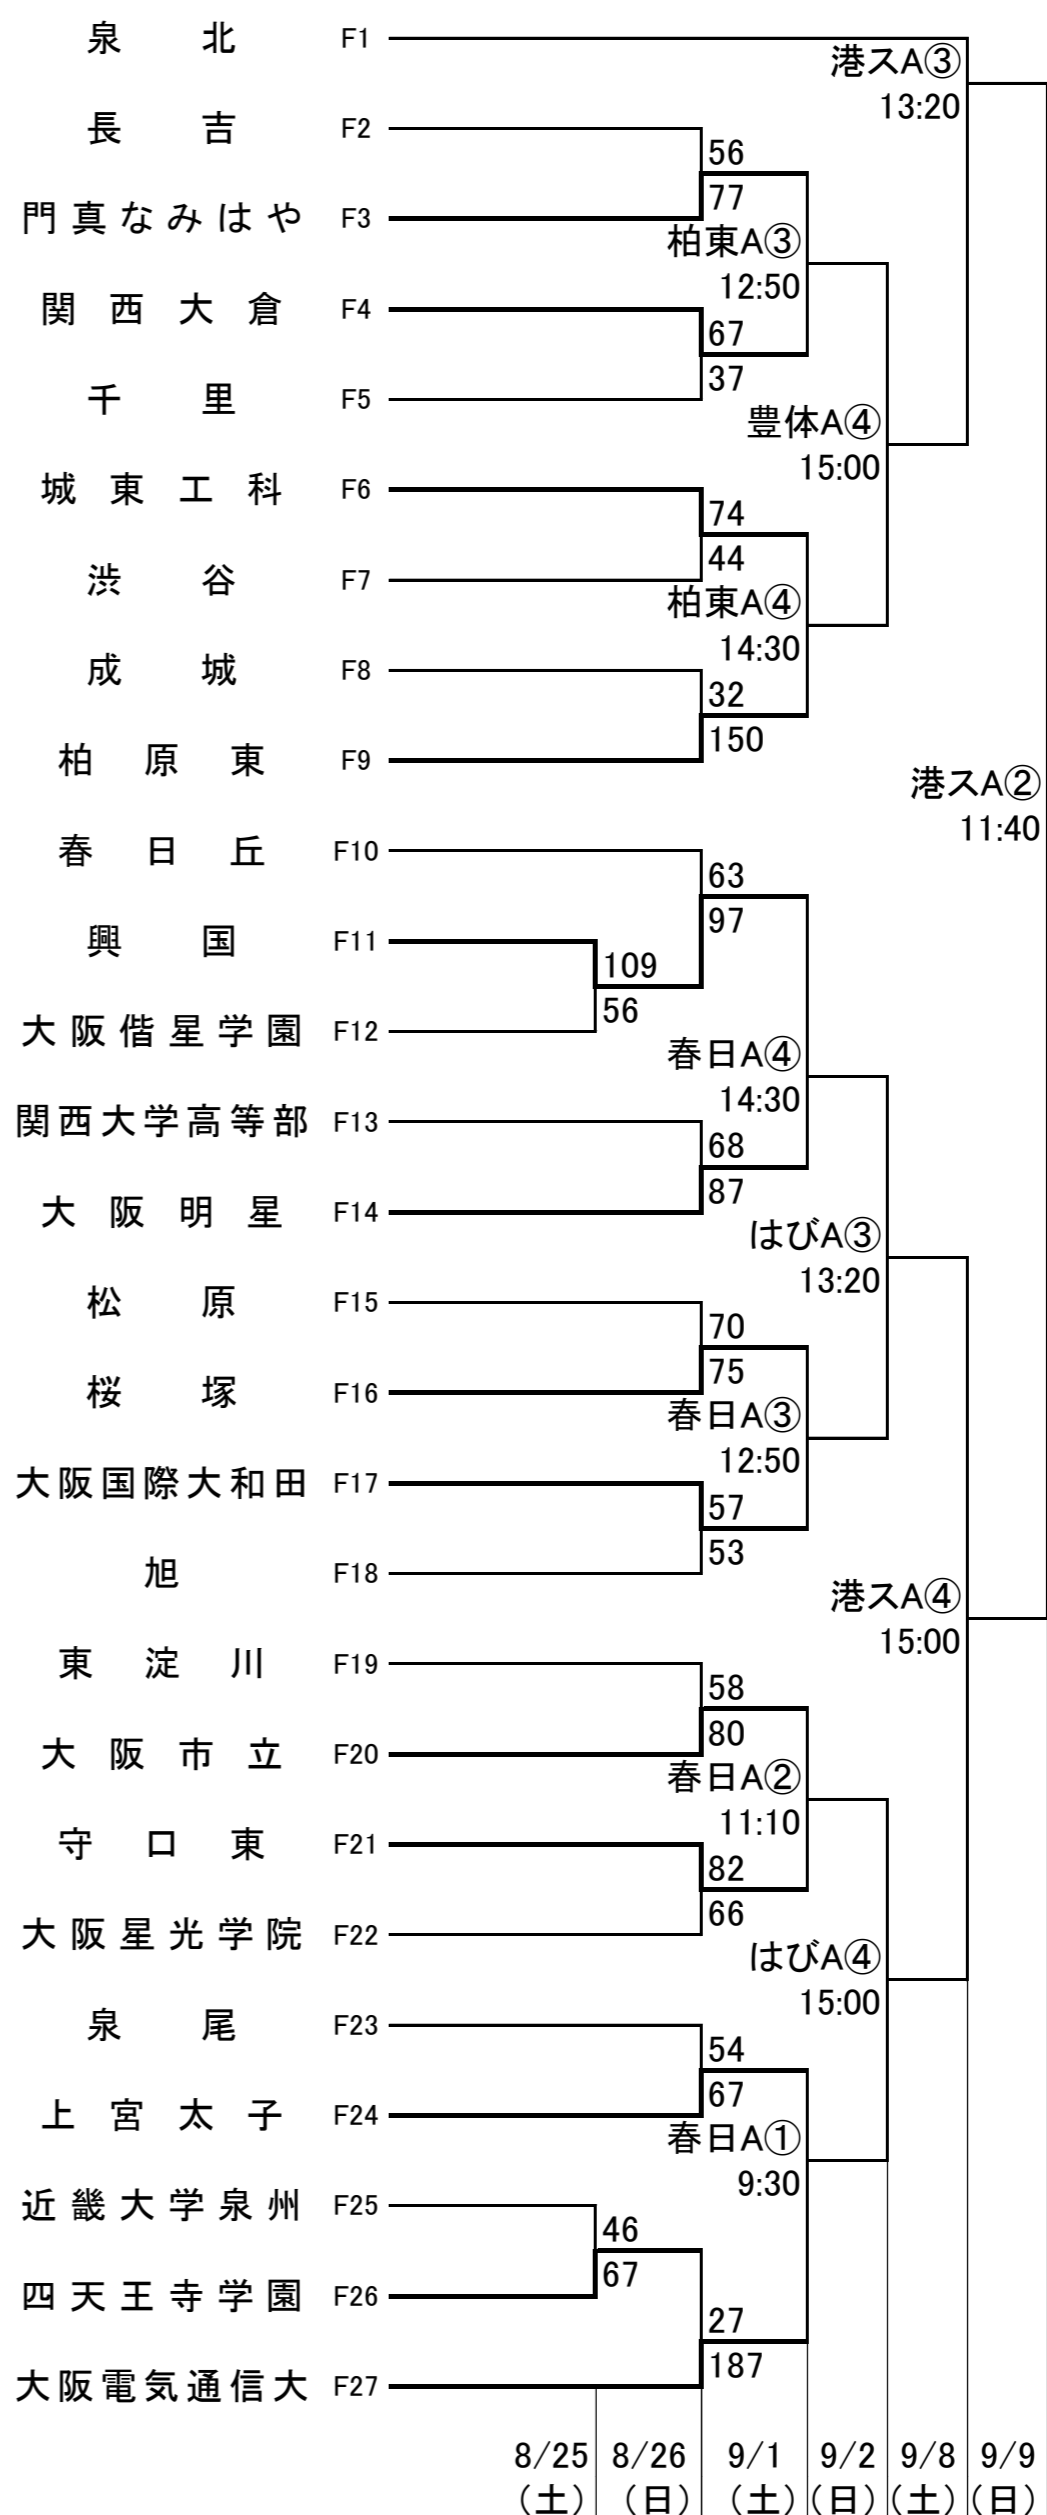 泉北 F1
港スA③
13:20
長吉 F2
56
77
門真なみはや F3
柏東A③
12:50
関西大倉 F4
67
37
千里 F5
豊体A④
15:00
城東工科 F6
74
44
渋谷 F7
柏東A④
14:30
成城 F8
32
150
柏原東 F9
港スA②
11:40
春日丘 F10
63
97
興国 F11
109
56
大阪偕星学園 F12
春日A④
14:30
関西大学高等部 F13
68
87
大阪明星 F14
はびA③
13:20
松原 F15
70
75
桜塚 F16
春日A③
12:50
大阪国際大和田 F17
57
53
旭 F18
港スA④
15:00
東淀川 F19
58
80
大阪市立 F20
春日A②
11:10
守口東 F21
82
66
大阪星光学院 F22
はびA④
15:00
泉尾 F23
54
67
上宮太子 F24
春日A①
9:30
近畿大学泉州 F25
46
67
四天王寺学園 F26
27
187
大阪電気通信大 F27
8/25 8/26 9/1 9/2 9/8 9/9
(土) (日) (土) (日) (土) (日)